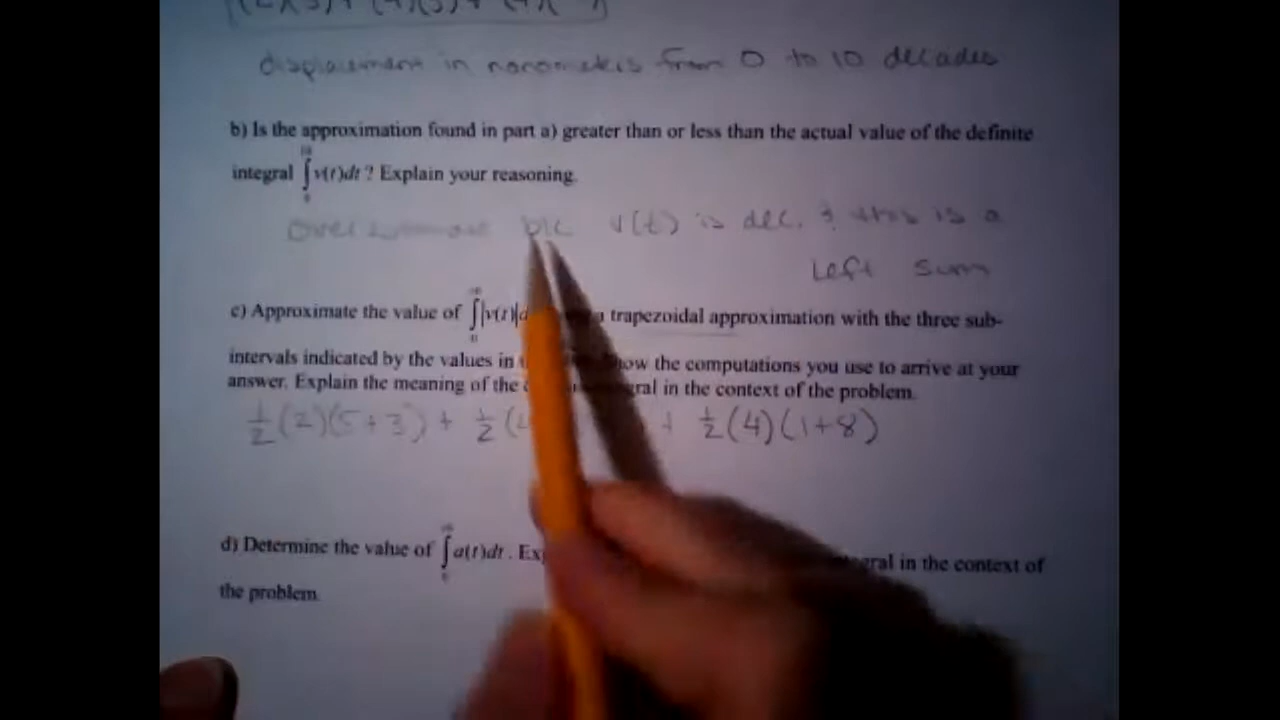 displacement in nanometers from 0 to 10 decades
b) Is the approximation found in part a) greater than or less than the actual value of the definite
integral ∫ v(t)dt ? Explain your reasoning.
b/c v(t) is dec. & this is a
Left sum
c) Approximate the value of ∫|v(t)|d trapezoidal approximation with the three sub-
intervals indicated by the values in the computations you use to arrive at your
answer. Explain the meaning of the in the context of the problem.
½(2)(5+3) + ½( + ½(4)(1+8)
d) Determine the value of ∫a(t)dt. in the context of
the problem.